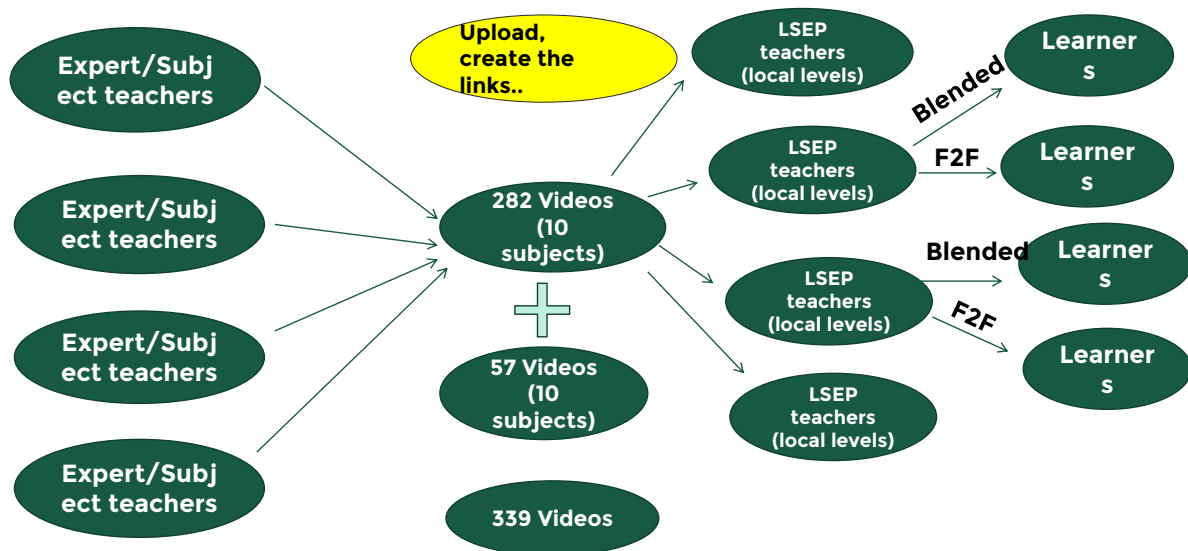 Expert/Subj
ect teachers
Expert/Subj
ect teachers
Expert/Subj
ect teachers
Expert/Subj
ect teachers
Upload,
create the
links..
282 Videos
(10
subjects)
57 Videos
(10
subjects)
339 Videos
LSEP
teachers
(local levels)
LSEP
teachers
(local levels)
LSEP
teachers
(local levels)
LSEP
teachers
(local levels)
Blended
F2F
Blended
F2F
Learner
s
Learner
s
Learner
s
Learner
s